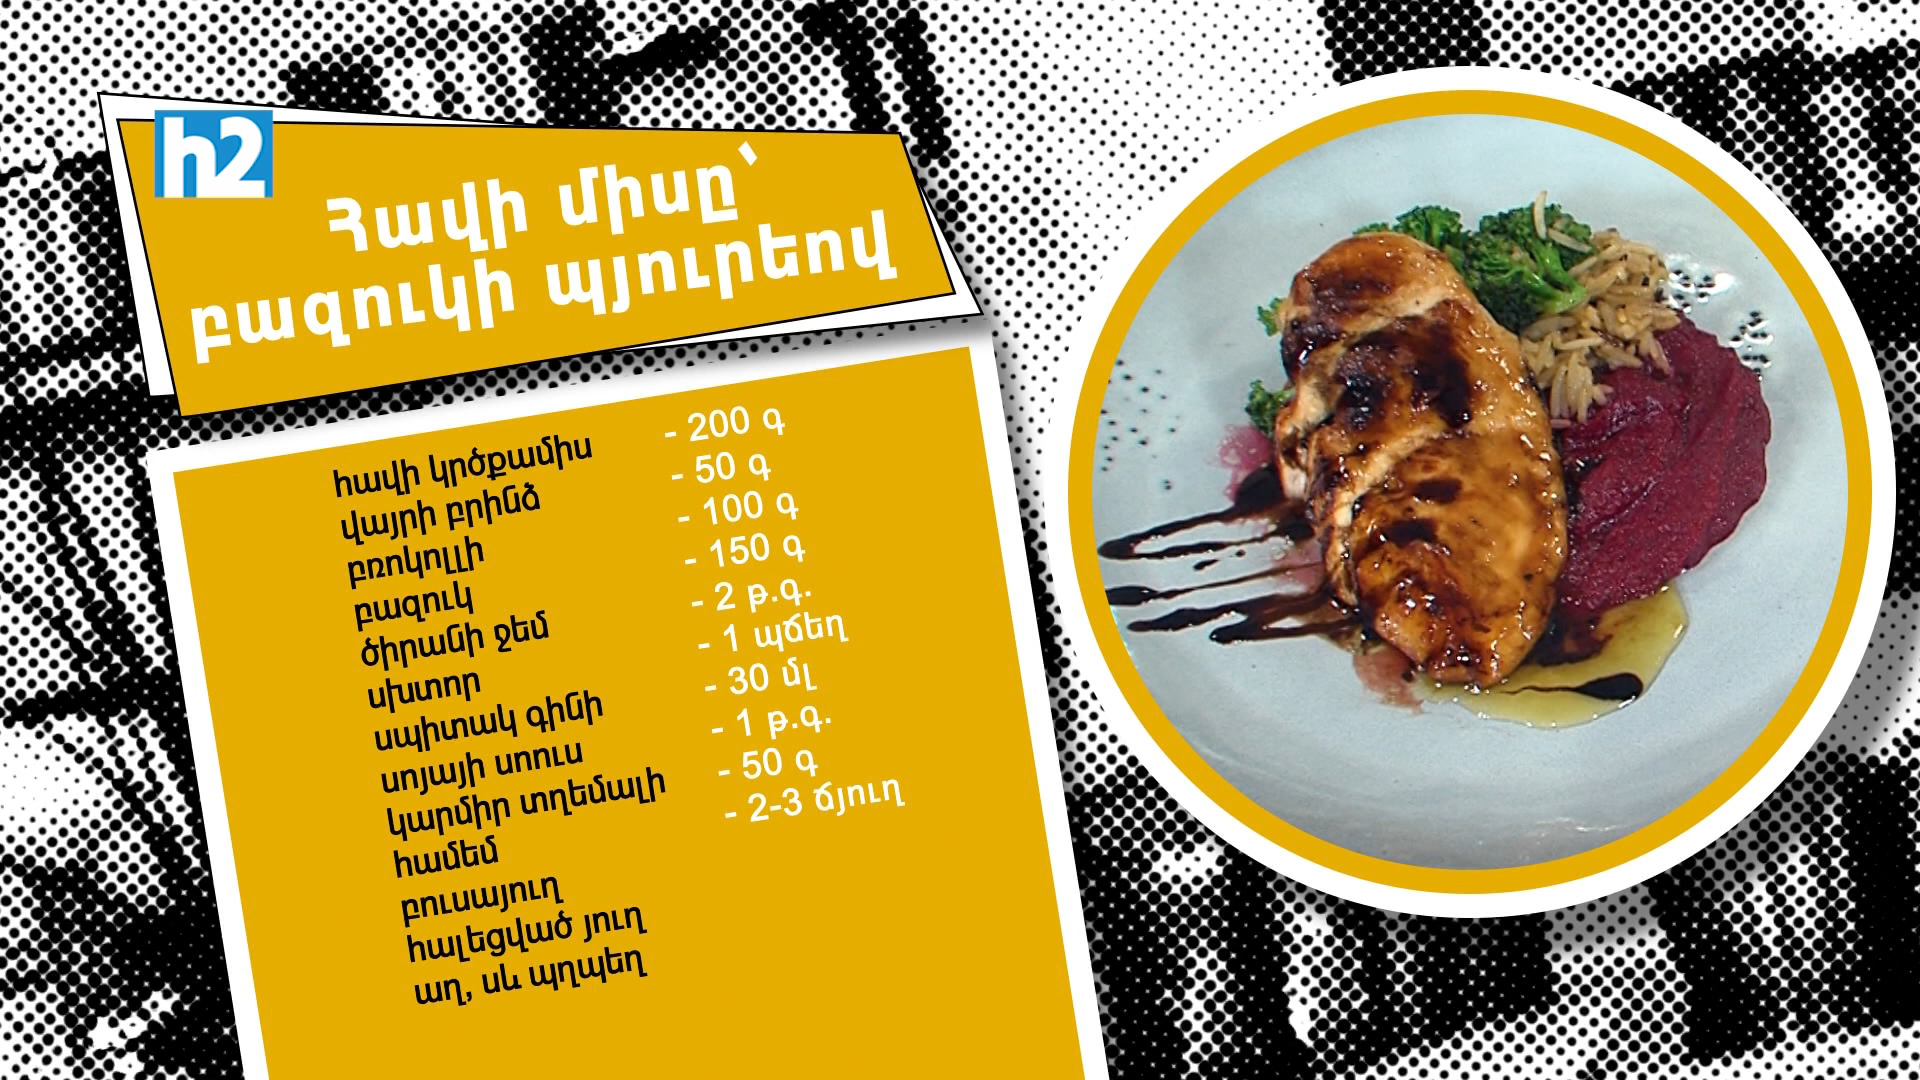 h2
Հավի միսը՝
բազուկի պյուրեով
հավի կրծքամիս - 200 գ
վայրի բրինձ - 50 գ
բռոկոլլի - 100 գ
բազուկ - 150 գ
ծիրանի ջեմ - 2 թ.գ.
սխտոր - 1 պճեղ
սպիտակ գինի - 30 մլ
սոյայի սոուս - 1 թ.գ.
կարմիր տղեմալի - 50 գ
համեմ - 2-3 ճյուղ
բուսայուղ
հալեցված յուղ
աղ, սև պղպեղ